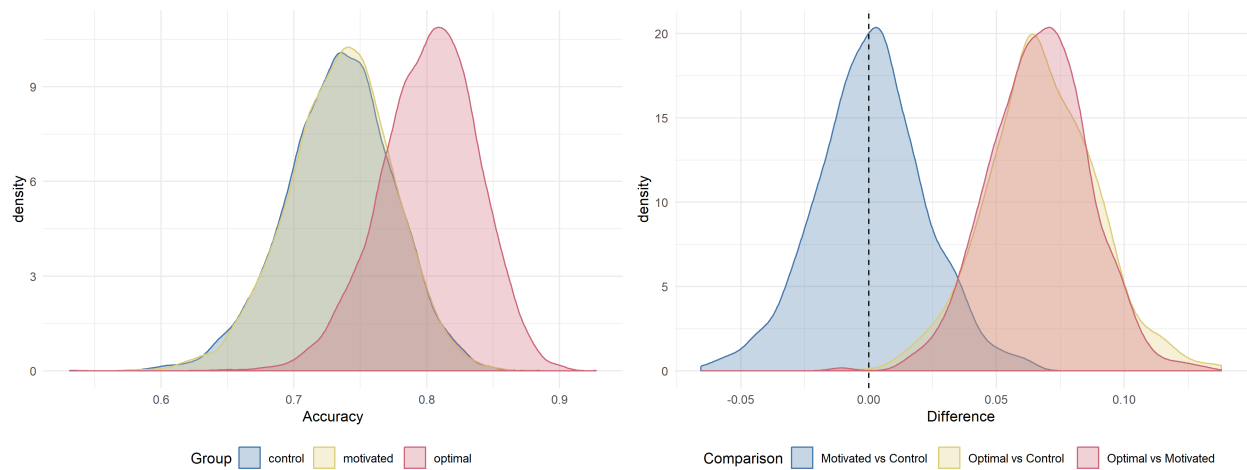 9
6
3
0
density
0.6 0.7 0.8 0.9
Accuracy
Group control motivated optimal
20
15
10
5
0
density
-0.05 0.00 0.05 0.10
Difference
Comparison Motivated vs Control Optimal vs Control Optimal vs Motivated